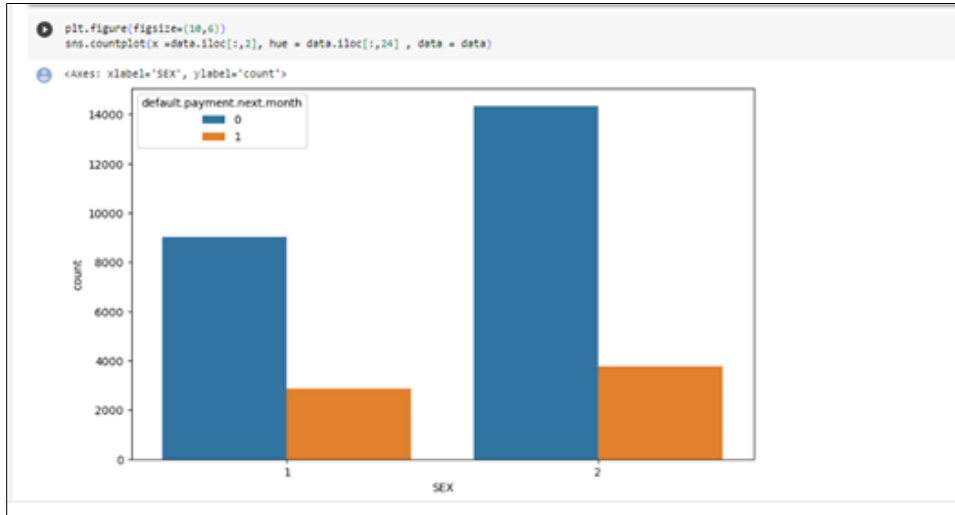 plt.figure(figsize=(10,6))
sns.countplot(x =data.iloc[:,2], hue = data.iloc[:,24] , data = data)
<Axes: xlabel='SEX', ylabel='count'>
default.payment.next.month
0
1
14000
12000
10000
8000
6000
4000
2000
0
count
1
2
SEX